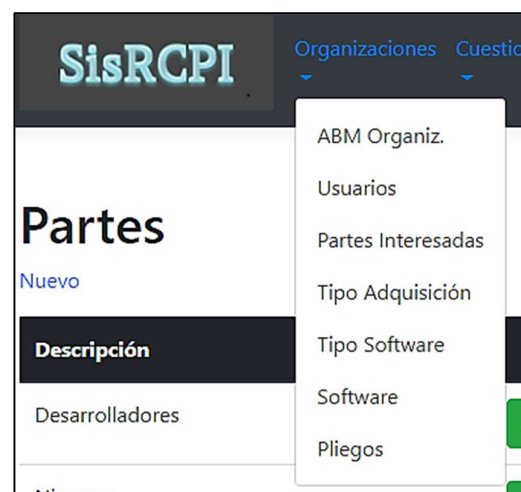 SisRCPI
Organizaciones
ABM Organiz.
Usuarios
Partes Interesadas
Tipo Adquisición
Tipo Software
Software
Pliegos
Partes
Nuevo
Descripción
Desarrolladores